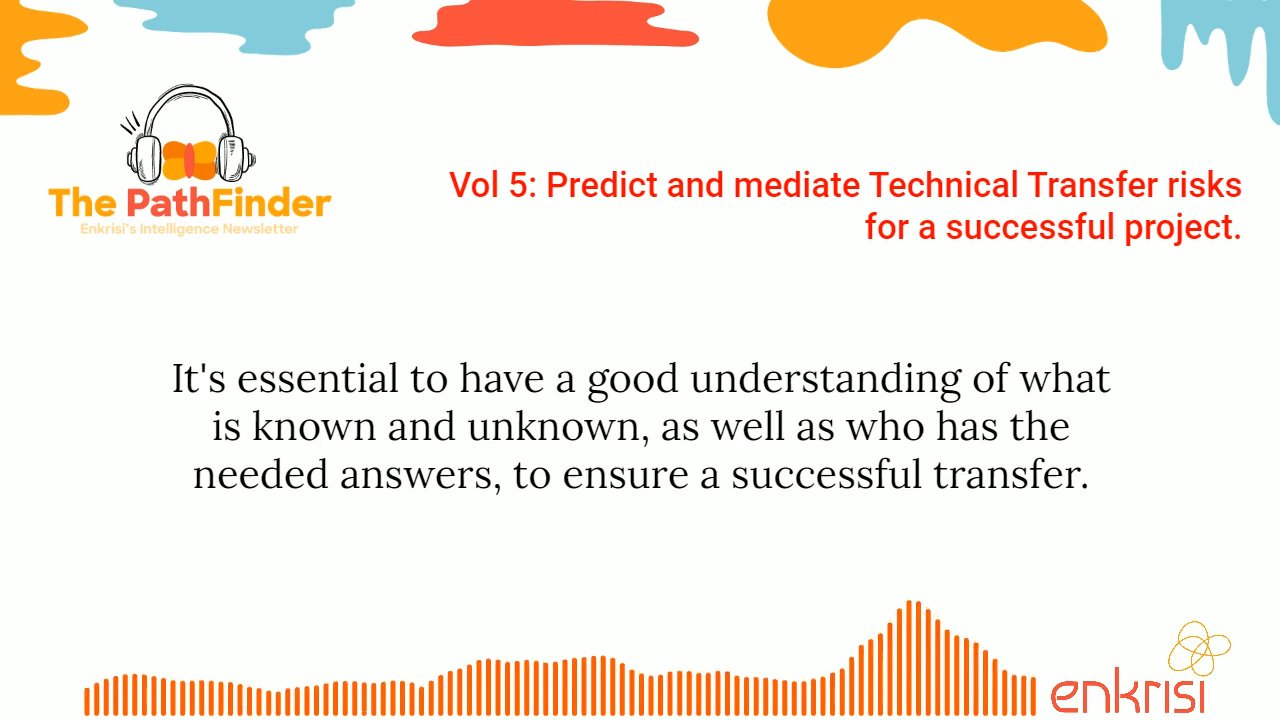 The PathFinder
Enkrisi's Intelligence Newsletter
Vol 5: Predict and mediate Technical Transfer risks
for a successful project.
It's essential to have a good understanding of what
is known and unknown, as well as who has the
needed answers, to ensure a successful transfer.
enkrisi